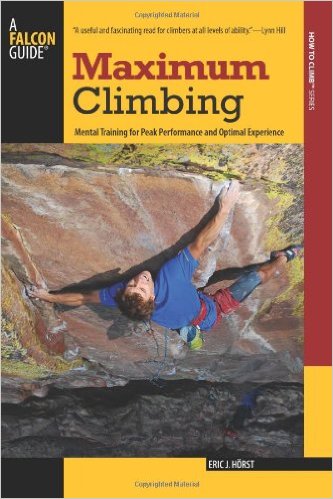 A
FALCON
GUIDE®
"A useful and fascinating read for climbers at all levels of ability."—Lynn Hill
Maximum
Climbing
Mental Training for Peak Performance and Optimal Experience
HOW TO CLIMB™ SERIES
ERIC J. HÖRST